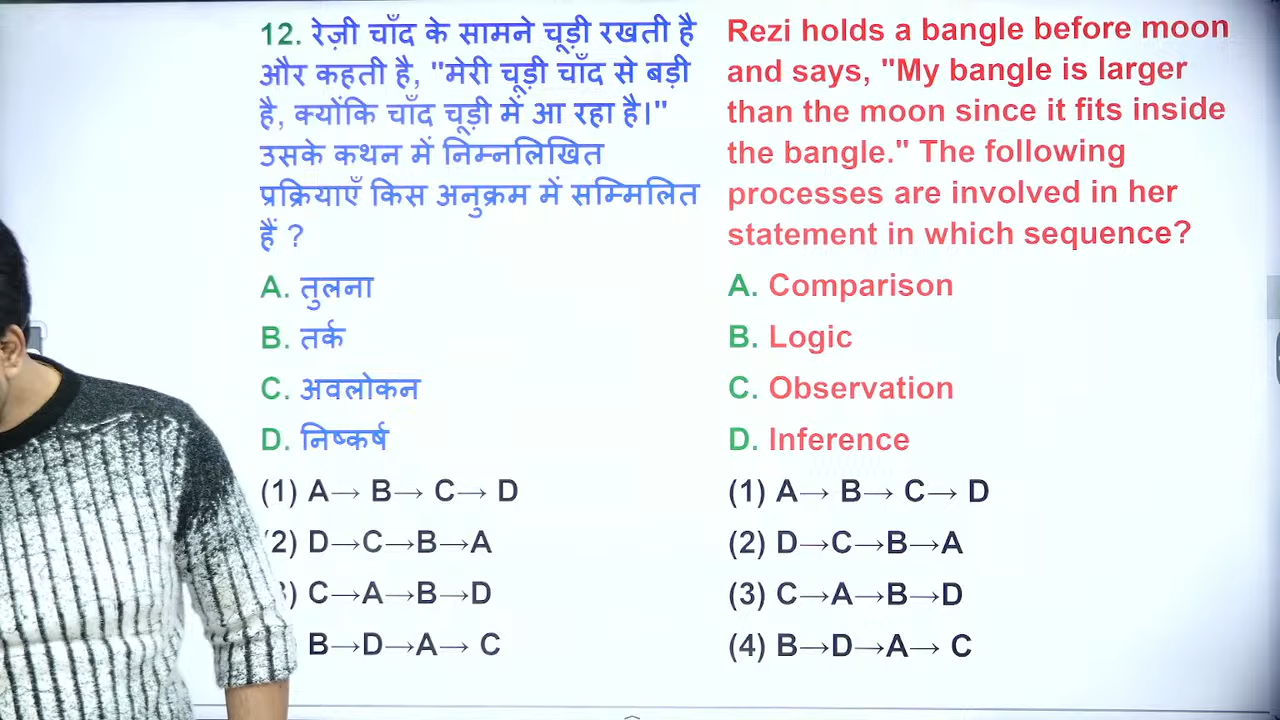 12. रेज़ी चाँद के सामने चूड़ी रखती है
और कहती है, "मेरी चूड़ी चाँद से बड़ी
है, क्योंकि चाँद चूड़ी में आ रहा है।"
उसके कथन में निम्नलिखित
प्रक्रियाएँ किस अनुक्रम में सम्मिलित
हैं ?
A. तुलना
B. तर्क
C. अवलोकन
D. निष्कर्ष
(1) A→ B→ C→ D
2) D→C→B→A
) C→A→B→D
B→D→A→ C
Rezi holds a bangle before moon
and says, "My bangle is larger
than the moon since it fits inside
the bangle." The following
processes are involved in her
statement in which sequence?
A. Comparison
B. Logic
C. Observation
D. Inference
(1) A→ B→ C→ D
(2) D→C→B→A
(3) C→A→B→D
(4) B→D→A→ C